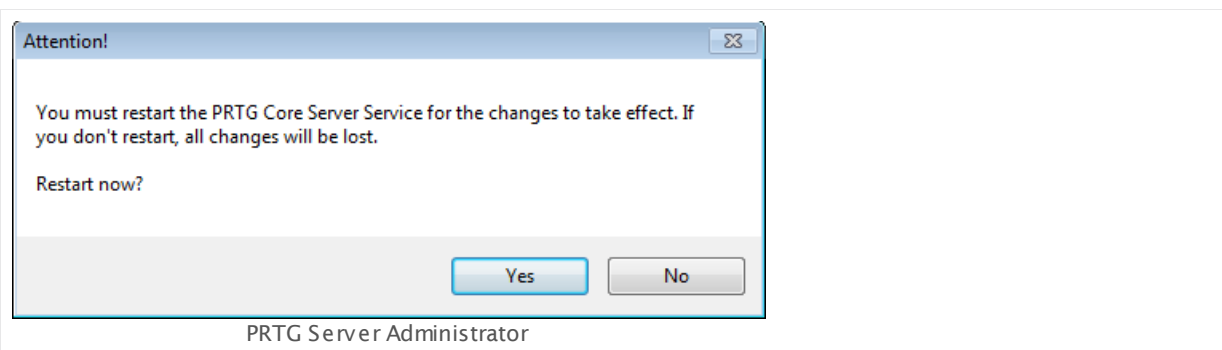 Attention!
You must restart the PRTG Core Server Service for the changes to take effect. If
you don't restart, all changes will be lost.
Restart now?
Yes
No
PRTG Server Administrator